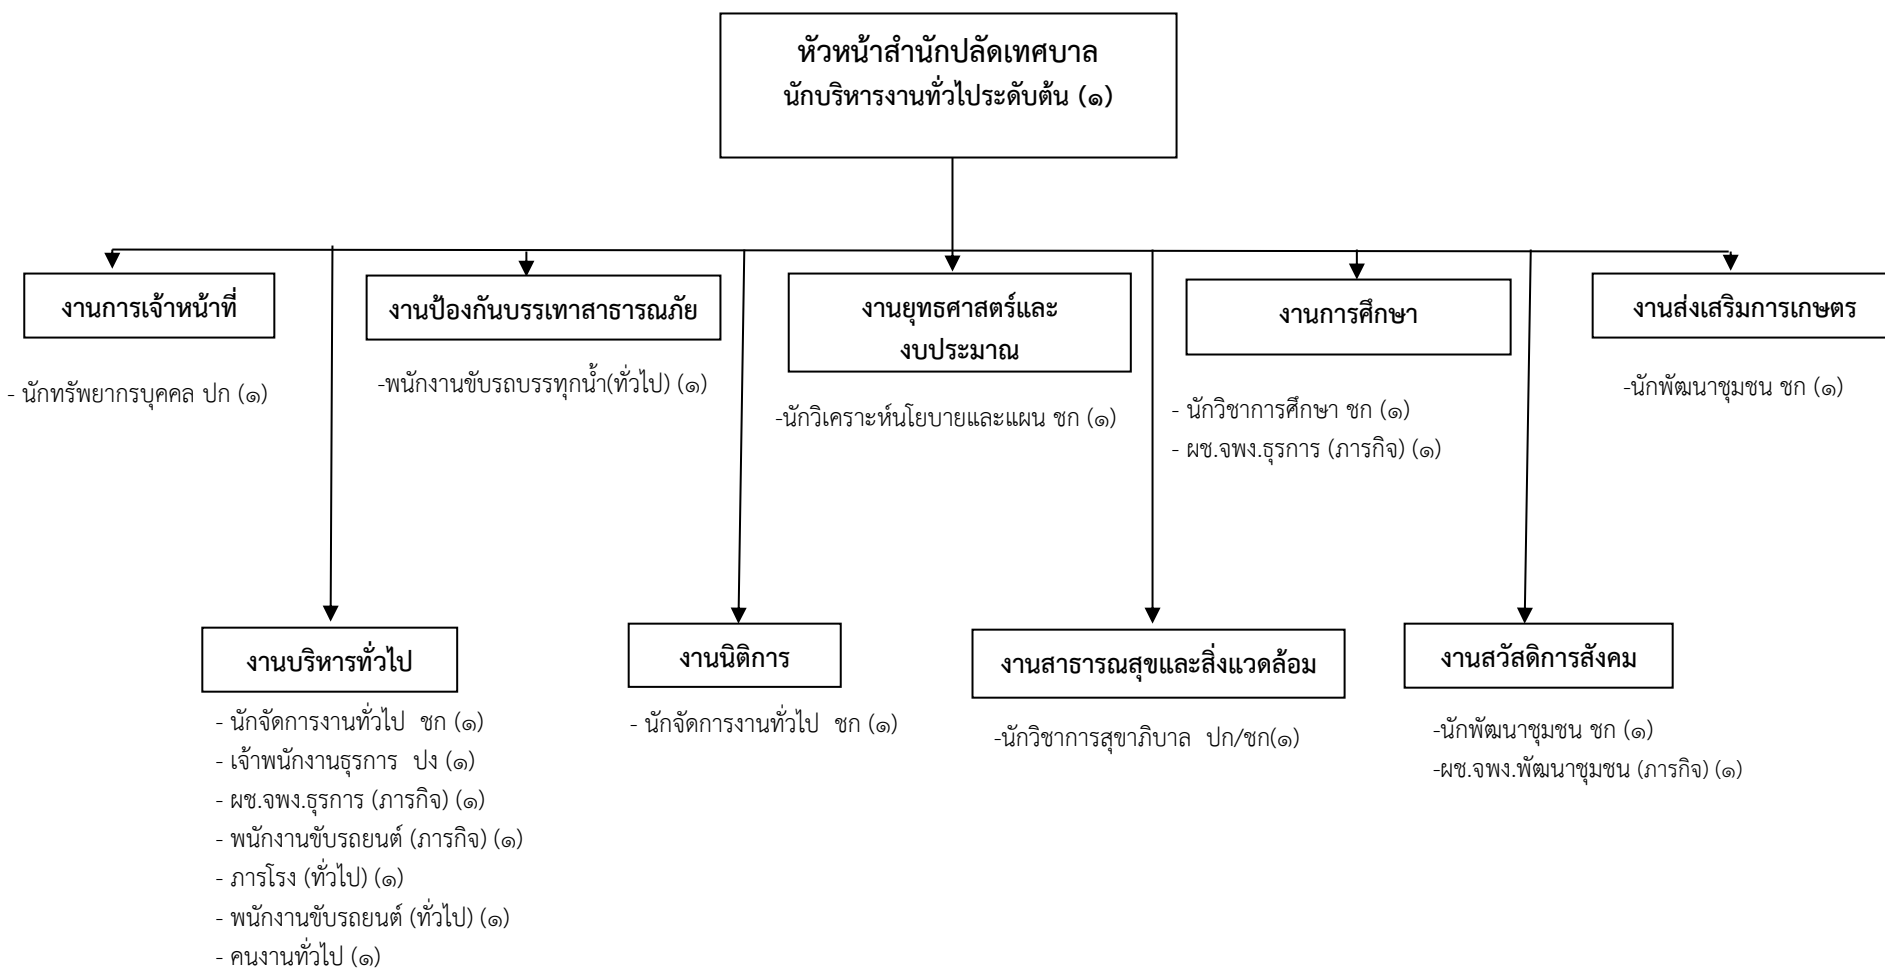 หัวหน้าสำนักปลัดเทศบาล
นักบริหารงานทั่วไประดับต้น (๑)
งานการเจ้าหน้าที่
- นักทรัพยากรบุคคล ปก (๑)
งานป้องกันบรรเทาสาธารณภัย
-พนักงานขับรถบรรทุกน้ำ(ทั่วไป) (๑)
งานยุทธศาสตร์และ
งบประมาณ
-นักวิเคราะห์นโยบายและแผน ชก (๑)
งานการศึกษา
- นักวิชาการศึกษา ชก (๑)
- ผช.จพง.ธุรการ (ภารกิจ) (๑)
งานส่งเสริมการเกษตร
-นักพัฒนาชุมชน ชก (๑)
งานบริหารทั่วไป
- นักจัดการงานทั่วไป ชก (๑)
- เจ้าพนักงานธุรการ ปง (๑)
- ผช.จพง.ธุรการ (ภารกิจ) (๑)
- พนักงานขับรถยนต์ (ภารกิจ) (๑)
- ภารโรง (ทั่วไป) (๑)
- พนักงานขับรถยนต์ (ทั่วไป) (๑)
- คนงานทั่วไป (๑)
งานนิติการ
- นักจัดการงานทั่วไป ชก (๑)
งานสาธารณสุขและสิ่งแวดล้อม
-นักวิชาการสุขาภิบาล ปก/ชก(๑)
งานสวัสดิการสังคม
-นักพัฒนาชุมชน ชก (๑)
-ผช.จพง.พัฒนาชุมชน (ภารกิจ) (๑)